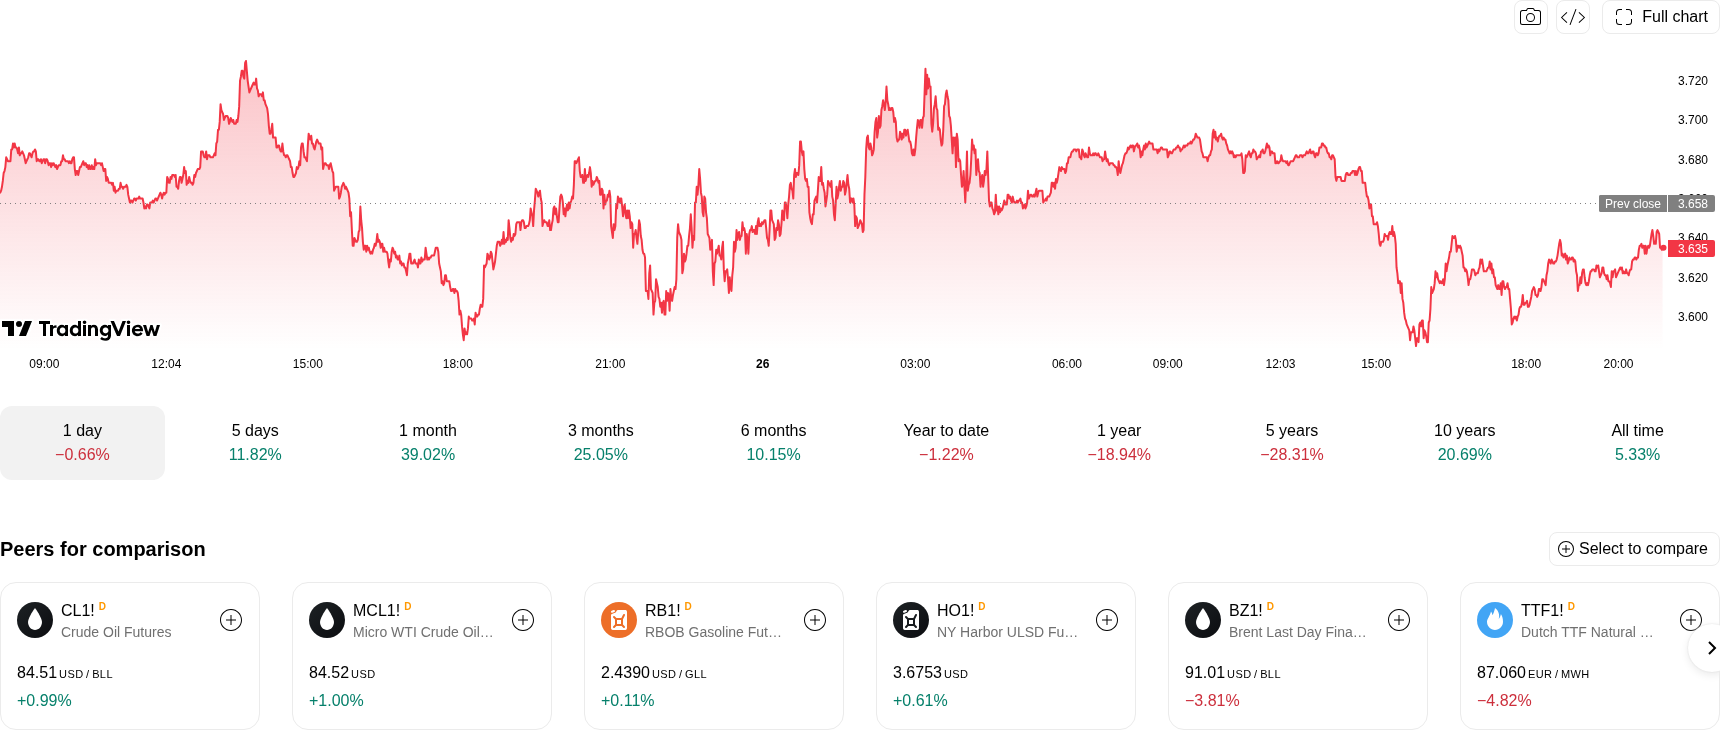 Full chart
3.720
3.700
3.680
Prev close 3.658
3.640
3.635
3.620
3.600
TradingView
09:00 12:04 15:00 18:00 21:00 26 03:00 06:00 09:00 12:03 15:00 18:00 20:00
1 day 5 days 1 month 3 months 6 months Year to date 1 year 5 years 10 years All time
−0.66% 11.82% 39.02% 25.05% 10.15% −1.22% −18.94% −28.31% 20.69% 5.33%
Peers for comparison
Select to compare
CL1! D
Crude Oil Futures
84.51 USD / BLL
+0.99%
MCL1! D
Micro WTI Crude Oil…
84.52 USD
+1.00%
RB1! D
RBOB Gasoline Fut…
2.4390 USD / GLL
+0.11%
HO1! D
NY Harbor ULSD Fu…
3.6753 USD
+0.61%
BZ1! D
Brent Last Day Fina…
91.01 USD / BLL
−3.81%
TTF1! D
Dutch TTF Natural …
87.060 EUR / MWH
−4.82%